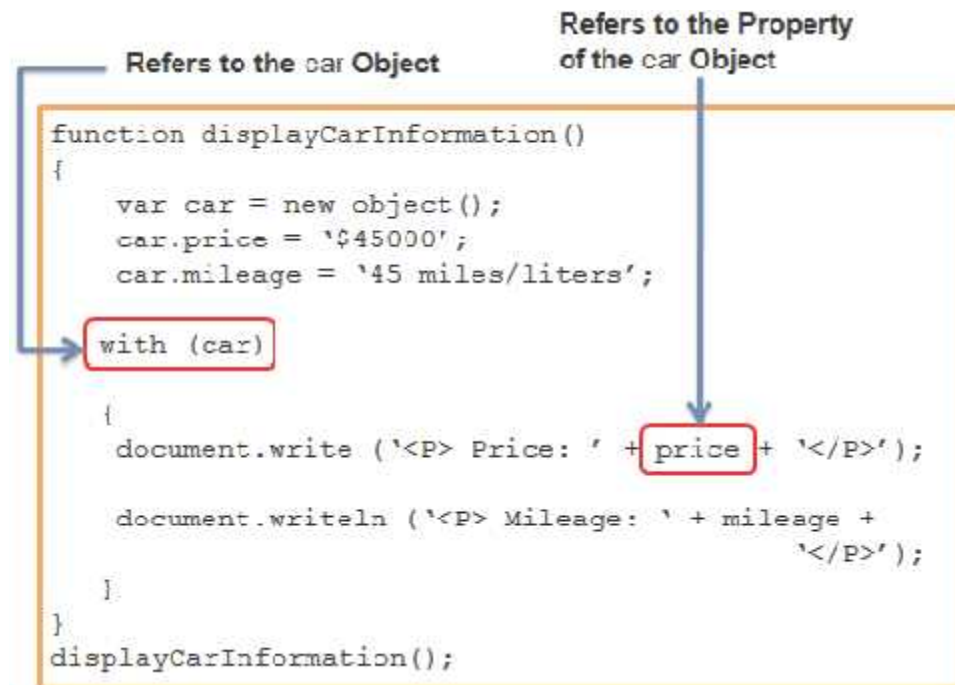 Refers to the car Object
Refers to the Property
of the car Object
function displayCarInformation()
{
var car = new object();
car.price = ‘$45000’;
car.mileage = ‘45 miles/liters’;
with (car)
{
document.write (‘<P> Price: ’ + price + ‘</P>’);
document.writeln (‘<P> Mileage: ‘ + mileage +
‘</P>’);
}
}
displayCarInformation();